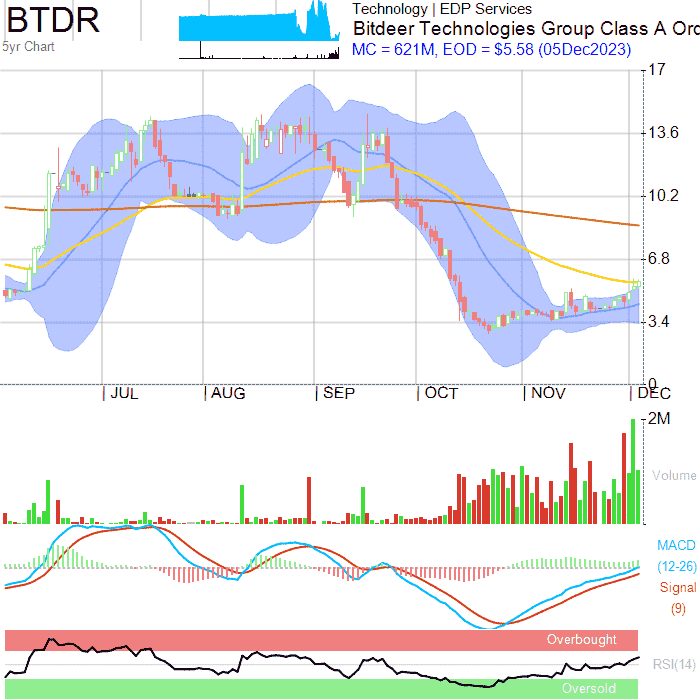 BTDR
5yr Chart
Technology | EDP Services
Bitdeer Technologies Group Class A Ord
MC = 621M, EOD = $5.58 (05Dec2023)
17
13.6
10.2
6.8
3.4
0
JUL AUG SEP OCT NOV DEC
2M
Volume
MACD
(12-26)
Signal
(9)
Overbought
RSI(14)
Oversold